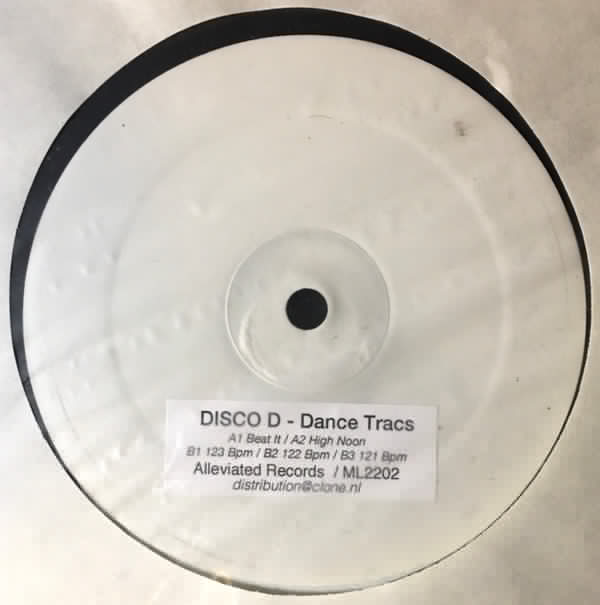 DISCO D - Dance Tracs
A1 Beat It / A2 High Noon
B1 123 Bpm / B2 122 Bpm / B3 121 Bpm
Alleviated Records / ML2202
distribution@clone.nl